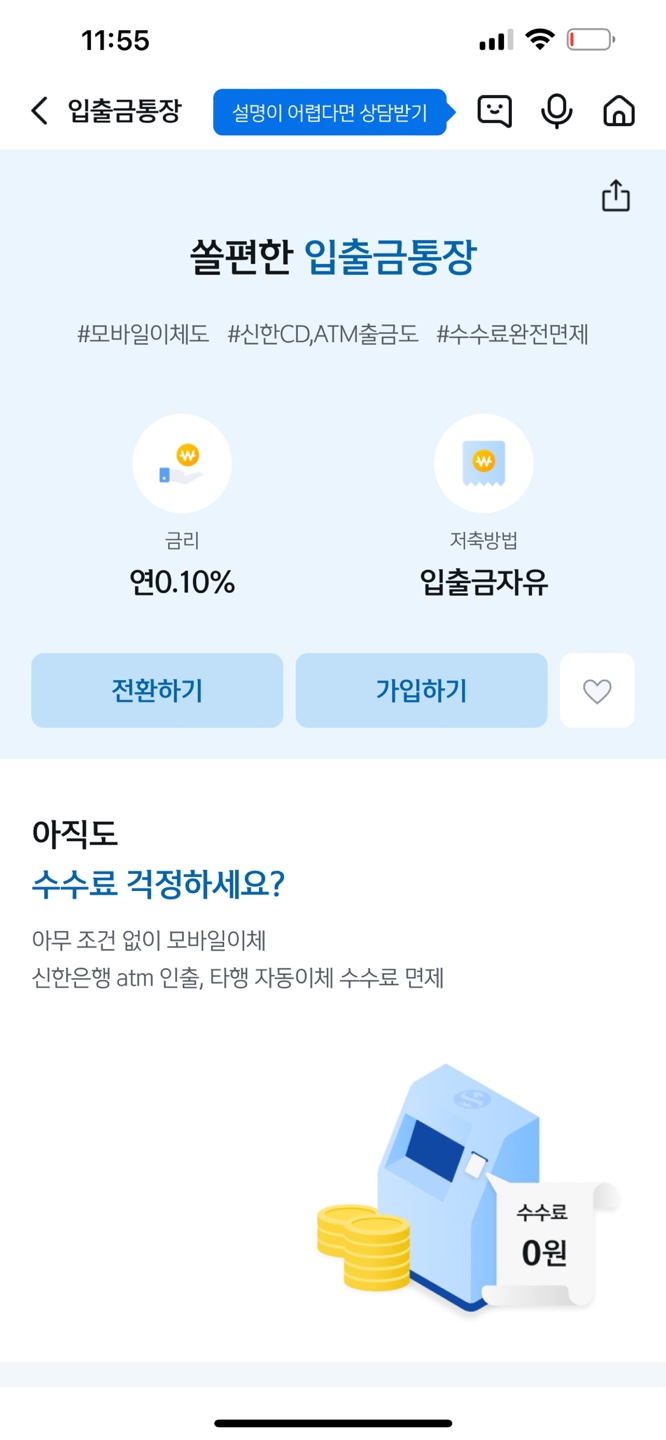 11:55
입출금통장
설명이 어렵다면 상담받기
쏠편한 입출금통장
#모바일이체도 #신한CD,ATM출금도 #수수료완전면제
금리
저축방법
연0.10%
입출금자유
전환하기
가입하기
아직도
수수료 걱정하세요?
아무 조건 없이 모바일이체
신한은행 atm 인출, 타행 자동이체 수수료 면제
수수료
0원